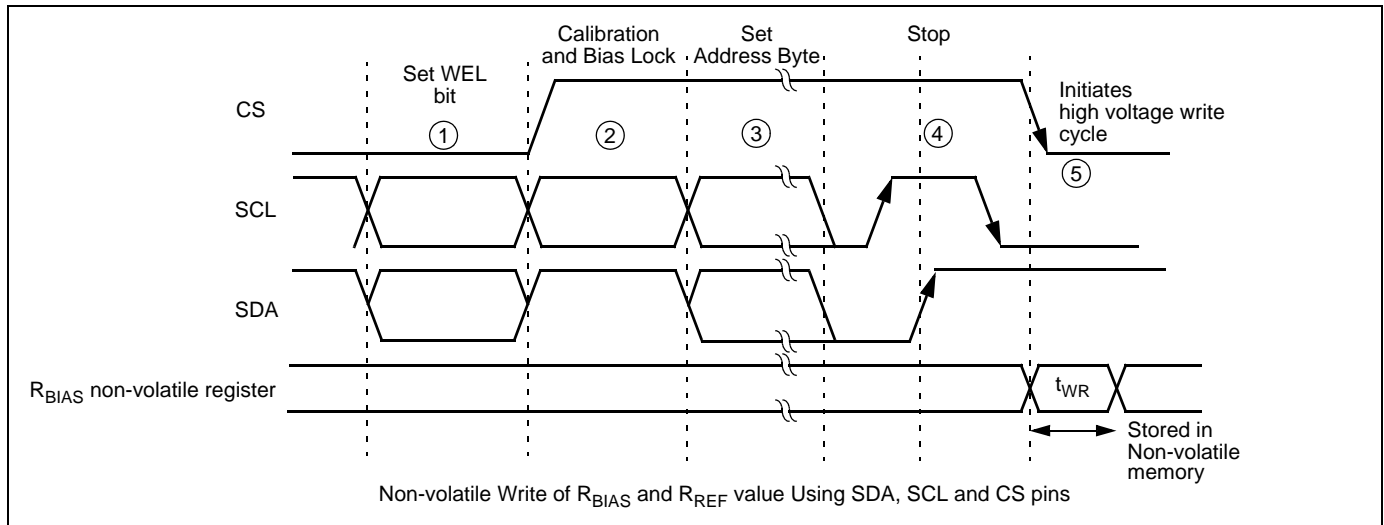 Calibration
and Bias Lock
Set
Address Byte
Stop
Set WEL
bit
CS
Initiates
high voltage write
cycle
① ② ③ ④ ⑤
SCL
SDA
RBIAS non-volatile register
tWR
Stored in
Non-volatile
memory
Non-volatile Write of RBIAS and RREF value Using SDA, SCL and CS pins